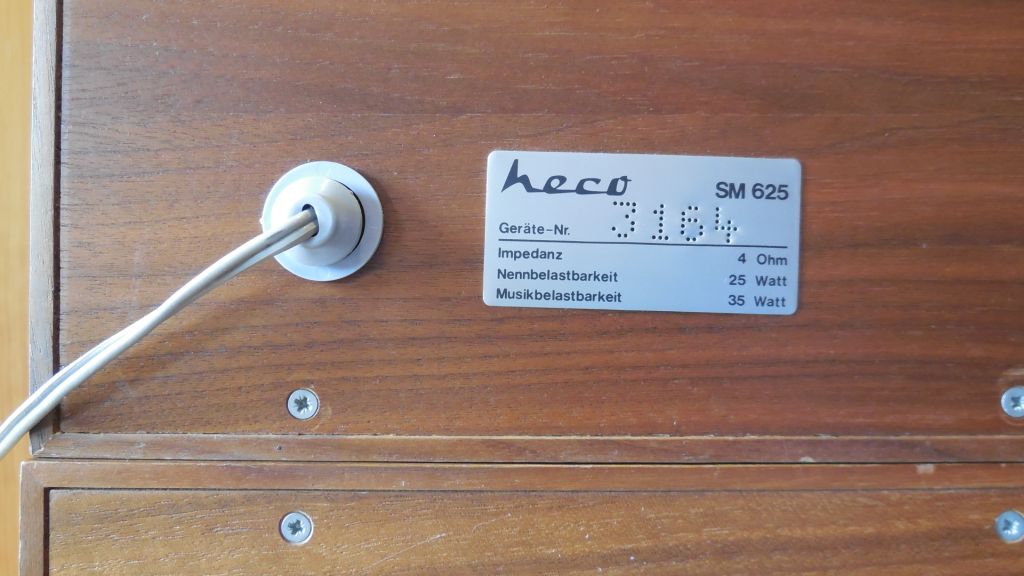 heco SM 625
Geräte-Nr. 3164
Impedanz 4 Ohm
Nennbelastbarkeit 25 Watt
Musikbelastbarkeit 35 Watt